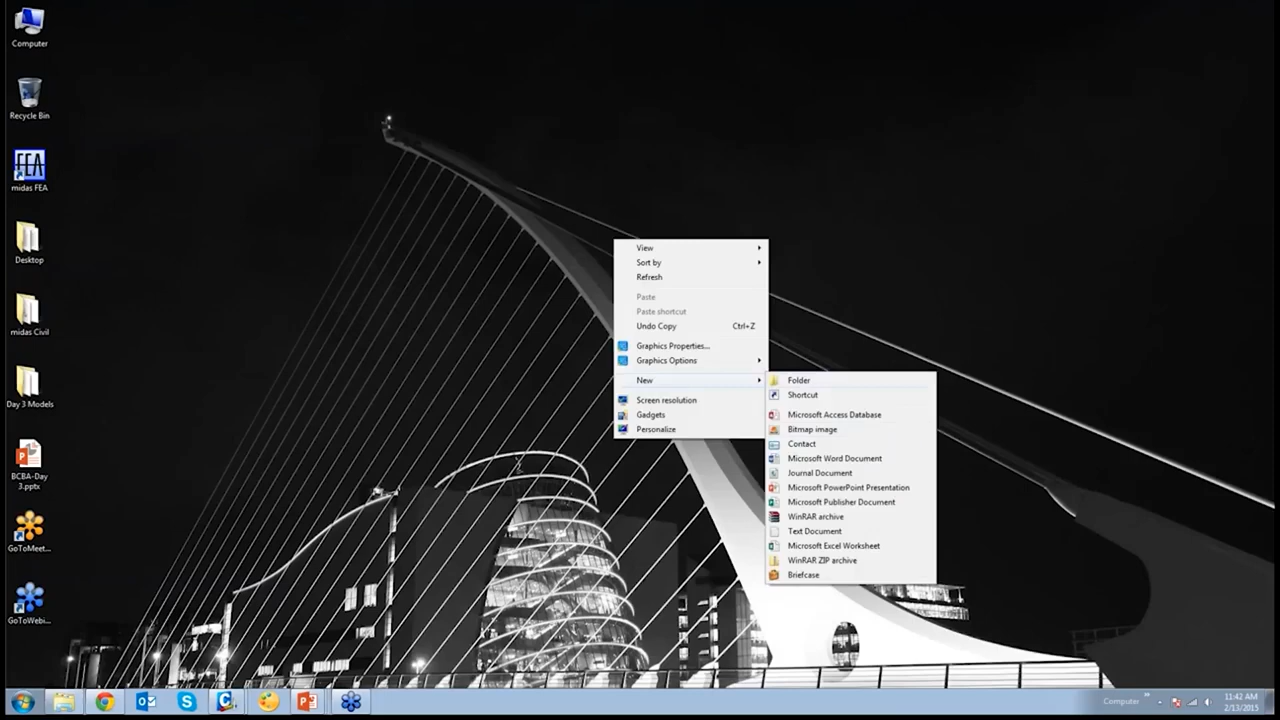 Computer
Recycle Bin
FEA
midas FEA
Desktop
midas Civil
Day 3 Models
BCBA-Day
3.pptx
GoToMeet...
GoToWebi...
View
Sort by
Refresh
Paste
Paste shortcut
Undo Copy Ctrl+Z
Graphics Properties...
Graphics Options
New
Screen resolution
Gadgets
Personalize
Folder
Shortcut
Microsoft Access Database
Bitmap image
Contact
Microsoft Word Document
Journal Document
Microsoft PowerPoint Presentation
Microsoft Publisher Document
WinRAR archive
Text Document
Microsoft Excel Worksheet
WinRAR ZIP archive
Briefcase
Computer
11:42 AM
2/13/2015